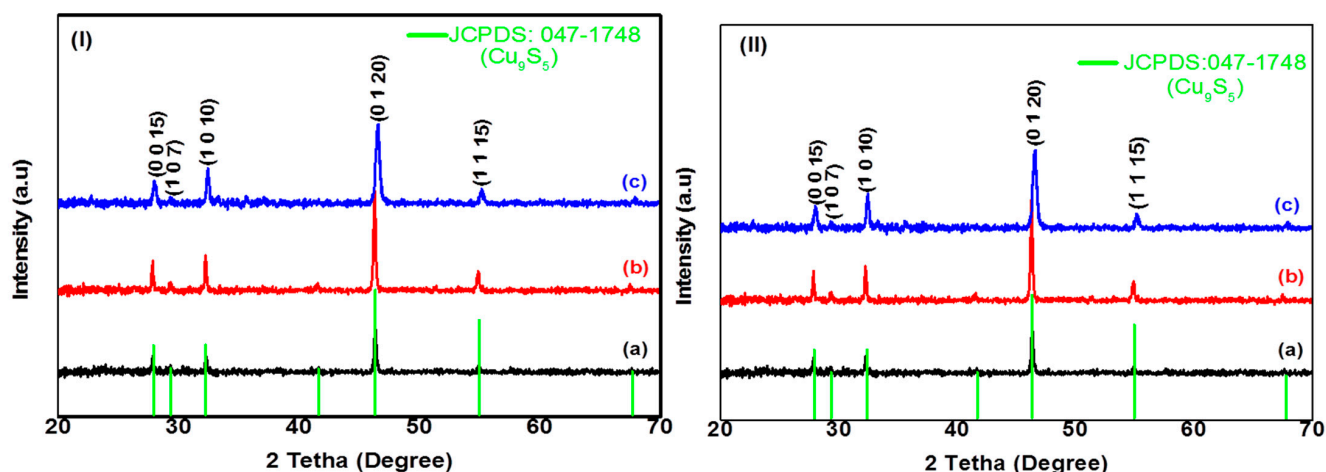 (I)
JCPDS: 047-1748
(Cu₉S₅)
(0 0 15)
(1 0 7)
(1 0 10)
(0 1 20)
(1 1 15)
(c)
(b)
(a)
Intensity (a.u)
20 30 40 50 60 70
2 Tetha (Degree)
(II)
JCPDS:047-1748
(Cu₉S₅)
(0 0 15)
(1 0 7)
(1 0 10)
(0 1 20)
(1 1 15)
(c)
(b)
(a)
Intensity (a.u)
20 30 40 50 60 70
2 Tetha (Degree)